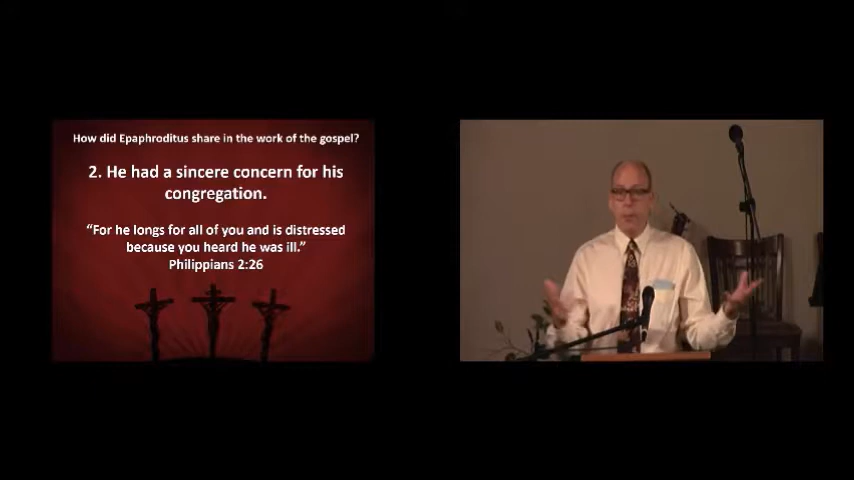 How did Epaphroditus share in the work of the gospel?
2. He had a sincere concern for his
congregation.
“For he longs for all of you and is distressed
because you heard he was ill.”
Philippians 2:26